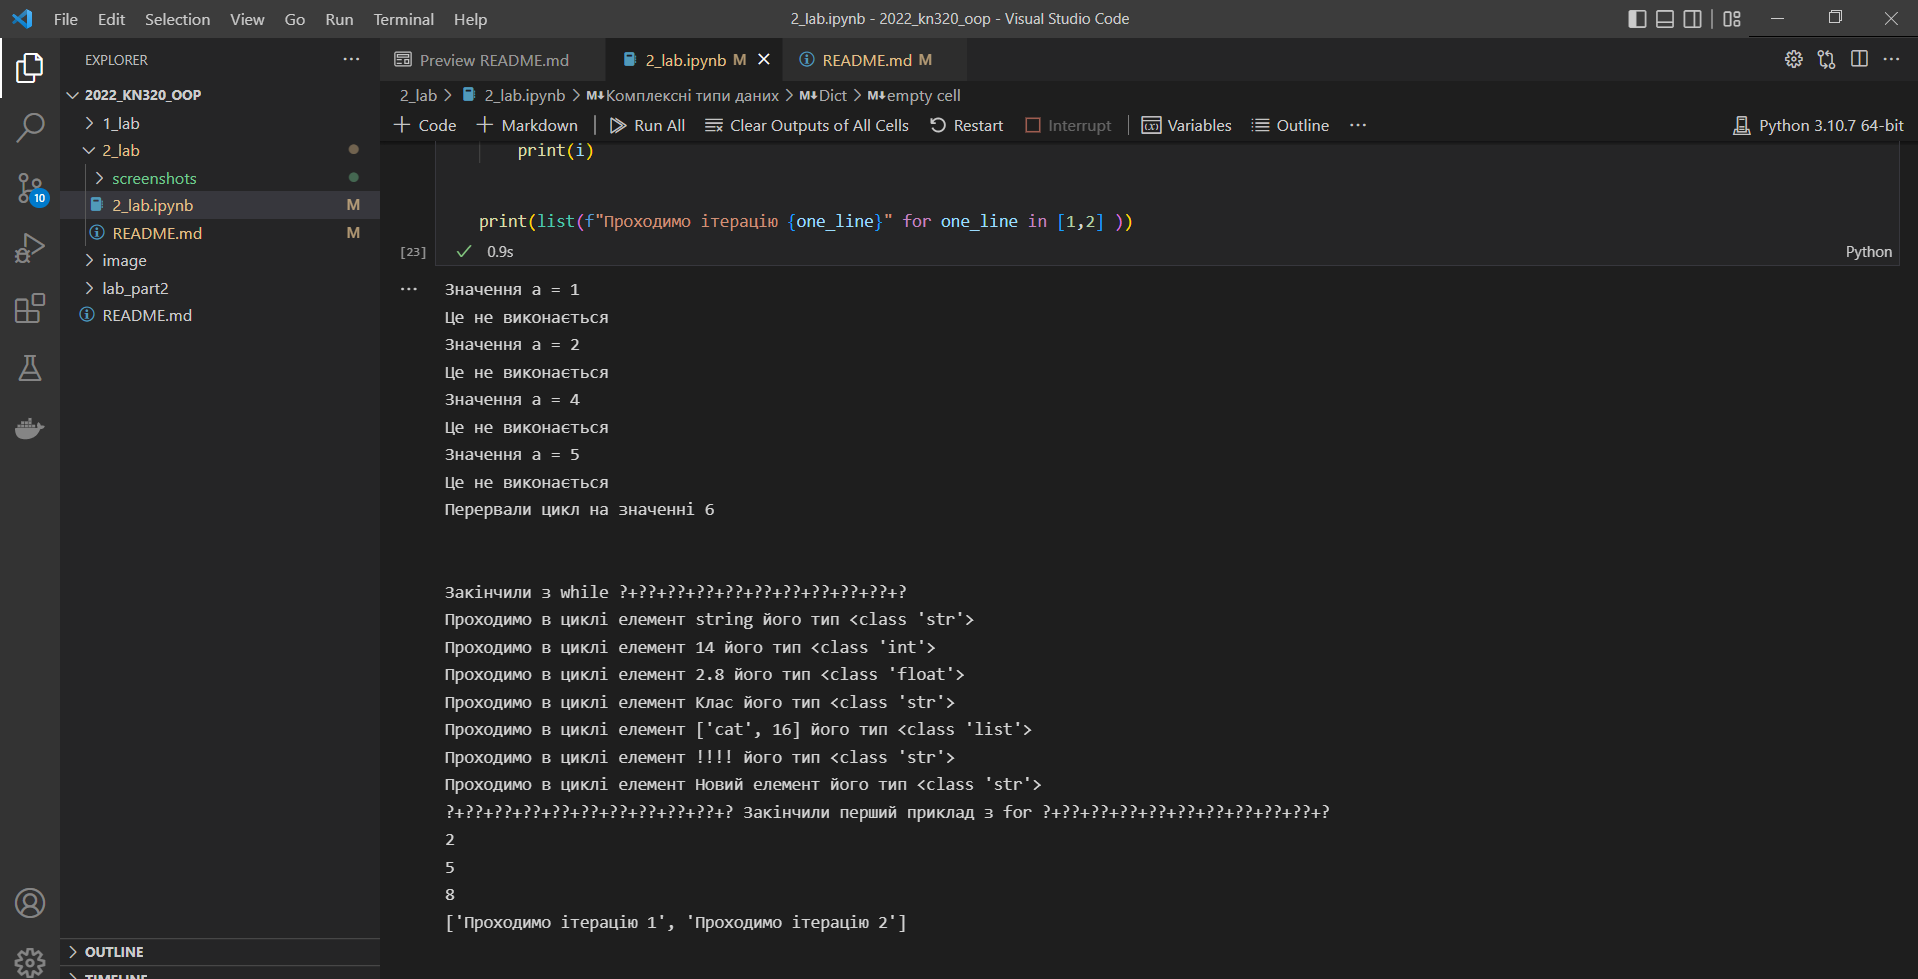 File Edit Selection View Go Run Terminal Help
2_lab.ipynb - 2022_kn320_oop - Visual Studio Code
EXPLORER
2022_KN320_OOP
1_lab
2_lab
screenshots
2_lab.ipynb M
README.md M
image
lab_part2
README.md
10
OUTLINE
TIMELINE
Preview README.md
2_lab.ipynb M
README.md M
2_lab > 2_lab.ipynb > M↓Комплексні типи даних > M↓Dict > M↓empty cell
+ Code + Markdown | Run All Clear Outputs of All Cells Restart Interrupt | Variables Outline ···
Python 3.10.7 64-bit
print(i)
print(list(f"Проходимо ітерацію {one_line}" for one_line in [1,2] ))
[23] ✓ 0.9s
Python
Значення a = 1
Це не виконається
Значення a = 2
Це не виконається
Значення a = 4
Це не виконається
Значення a = 5
Це не виконається
Перервали цикл на значенні 6
Закінчили з while ?+??+??+??+??+??+??+??+??+??+?
Проходимо в циклі елемент string його тип <class 'str'>
Проходимо в циклі елемент 14 його тип <class 'int'>
Проходимо в циклі елемент 2.8 його тип <class 'float'>
Проходимо в циклі елемент Клас його тип <class 'str'>
Проходимо в циклі елемент ['cat', 16] його тип <class 'list'>
Проходимо в циклі елемент !!!! його тип <class 'str'>
Проходимо в циклі елемент Новий елемент його тип <class 'str'>
?+??+??+??+??+??+??+??+??+??+? Закінчили перший приклад з for ?+??+??+??+??+??+??+??+??+??+?
2
5
8
['Проходимо ітерацію 1', 'Проходимо ітерацію 2']